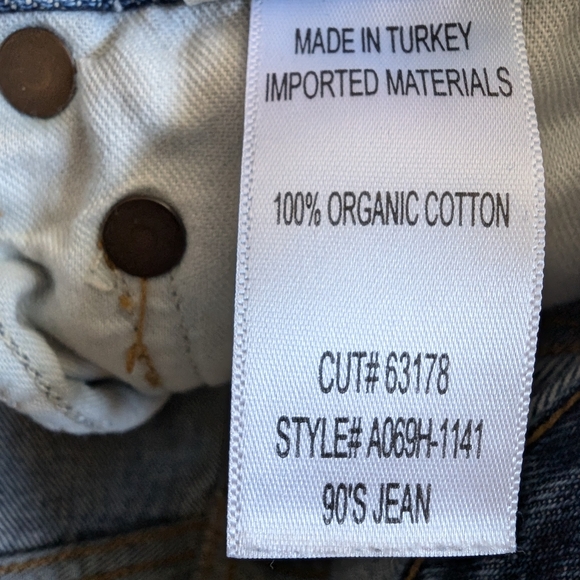 MADE IN TURKEY
IMPORTED MATERIALS
100% ORGANIC COTTON
CUT# 63178
STYLE# A069H-1141
90'S JEAN